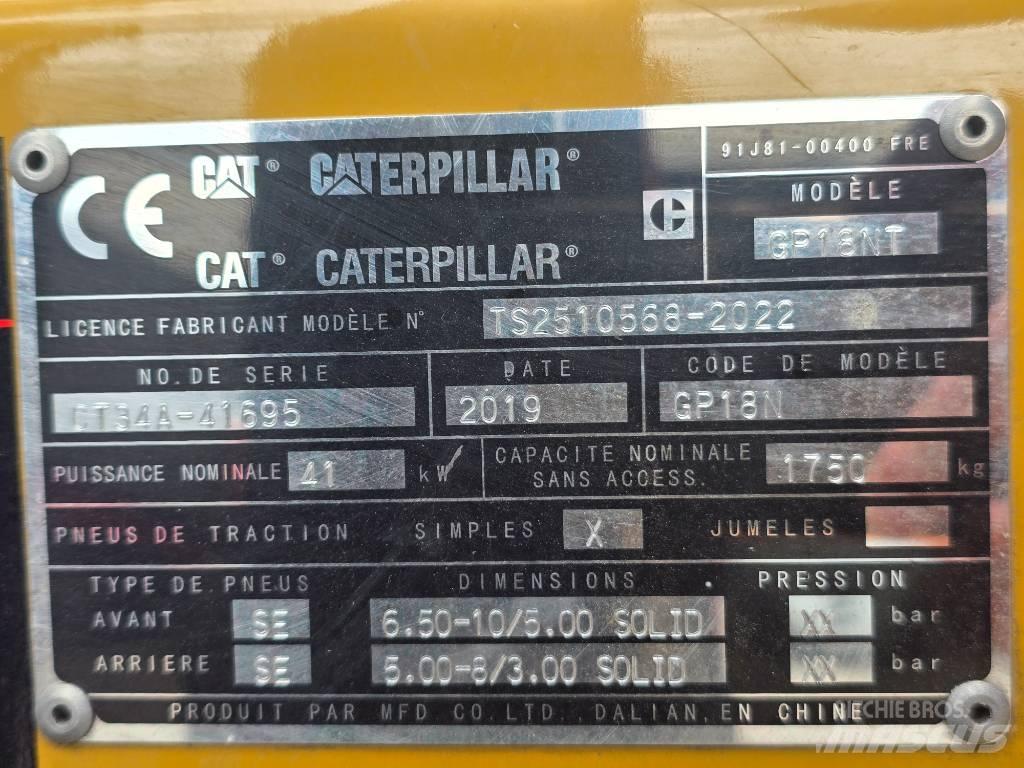 CE
CAT® CATERPILLAR®
CAT® CATERPILLAR®
91J81-00400 FRE
MODÈLE
GP18NT
LICENCE FABRICANT MODÈLE N° TS2510568-2022
NO. DE SERIE
CT34A-41695
DATE
2019
CODE DE MODÈLE
GP18N
PUISSANCE NOMINALE 41 kW
CAPACITE NOMINALE
SANS ACCESS. 1750 kg
PNEUS DE TRACTION SIMPLES X JUMELES
TYPE DE PNEUS DIMENSIONS PRESSION
AVANT SE 6.50-10/5.00 SOLID XX bar
ARRIERE SE 5.00-8/3.00 SOLID XX bar
PRODUIT PAR MFD CO.LTD., DALIAN, EN CHINE
RITCHIE BROS.
MASCUS